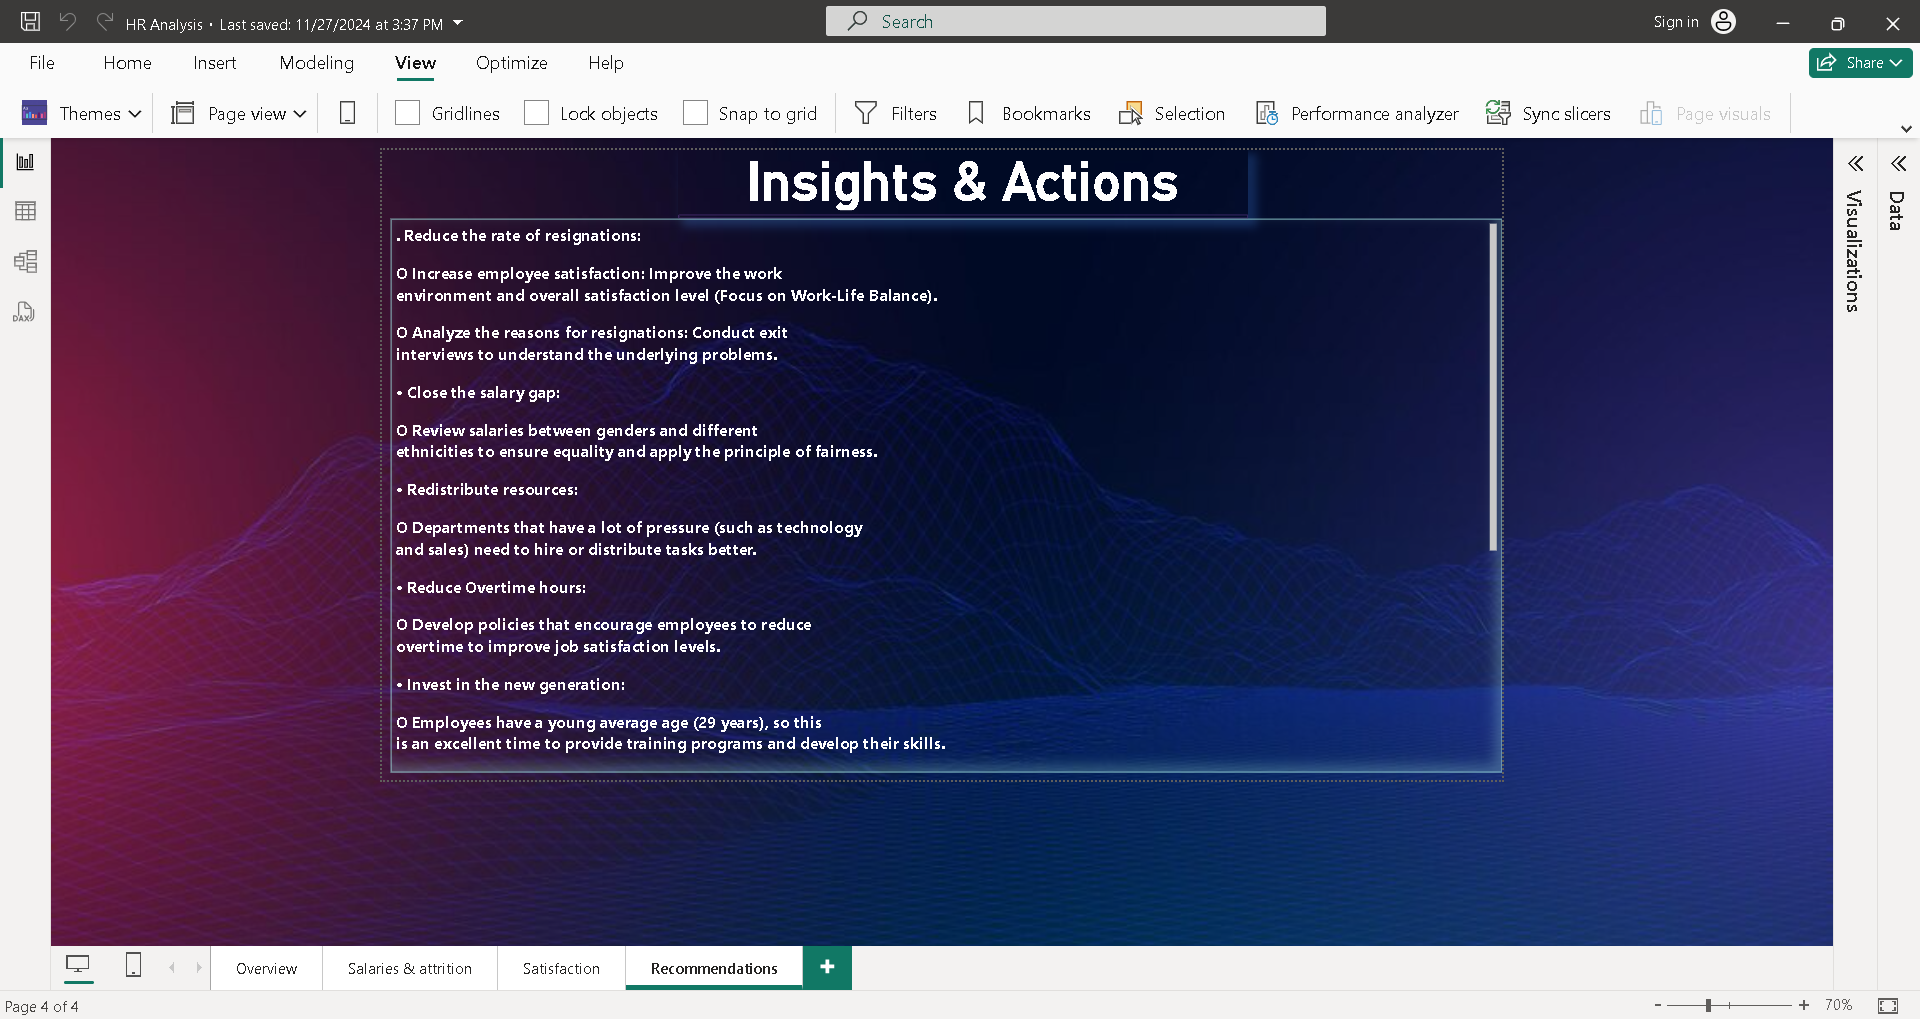 HR Analysis • Last saved: 11/27/2024 at 3:37 PM
Search
Sign in
File
Home
Insert
Modeling
View
Optimize
Help
Share
Themes
Page view
Gridlines
Lock objects
Snap to grid
Filters
Bookmarks
Selection
Performance analyzer
Sync slicers
Page visuals
DAX
Insights & Actions
. Reduce the rate of resignations:
O Increase employee satisfaction: Improve the work
environment and overall satisfaction level (Focus on Work-Life Balance).
O Analyze the reasons for resignations: Conduct exit
interviews to understand the underlying problems.
• Close the salary gap:
O Review salaries between genders and different
ethnicities to ensure equality and apply the principle of fairness.
• Redistribute resources:
O Departments that have a lot of pressure (such as technology
and sales) need to hire or distribute tasks better.
• Reduce Overtime hours:
O Develop policies that encourage employees to reduce
overtime to improve job satisfaction levels.
• Invest in the new generation:
O Employees have a young average age (29 years), so this
is an excellent time to provide training programs and develop their skills.
Visualizations
Data
Overview
Salaries & attrition
Satisfaction
Recommendations
+
Page 4 of 4
- + 70%